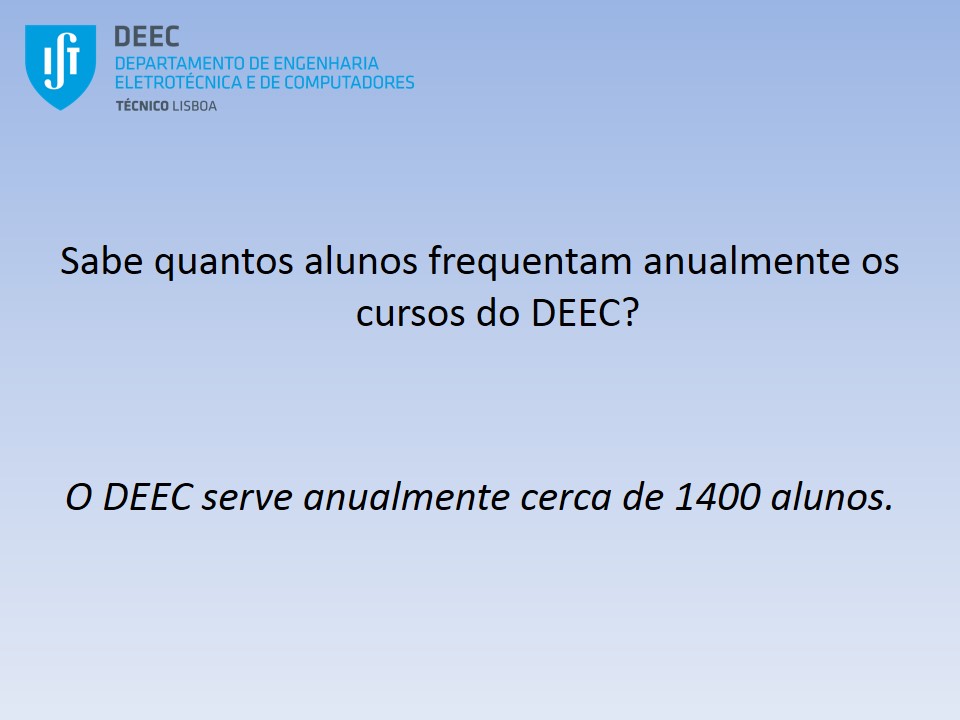 IST
DEEC
DEPARTAMENTO DE ENGENHARIA
ELETROTÉCNICA E DE COMPUTADORES
TÉCNICO LISBOA
Sabe quantos alunos frequentam anualmente os
cursos do DEEC?
O DEEC serve anualmente cerca de 1400 alunos.